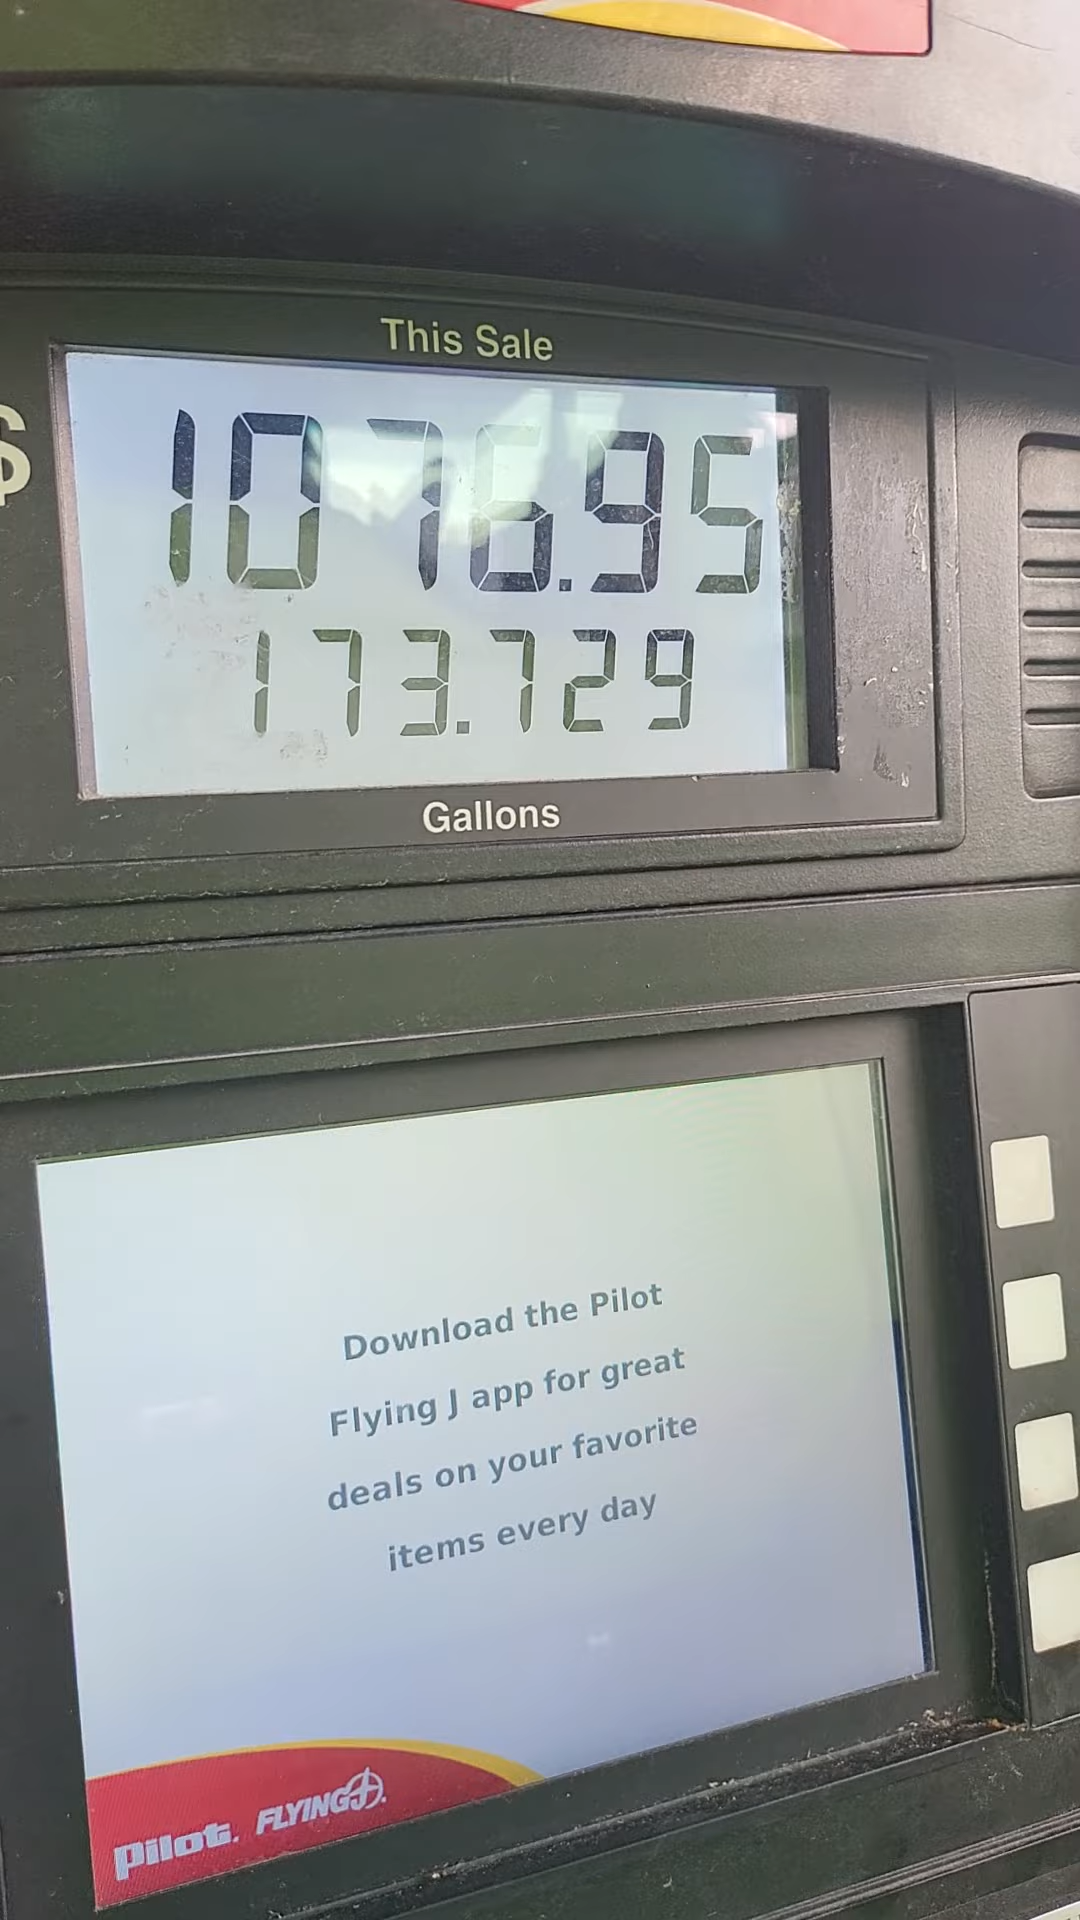 This Sale
$
1076.95
173.729
Gallons
Download the Pilot
Flying J app for great
deals on your favorite
items every day
Pilot. FLYING J.